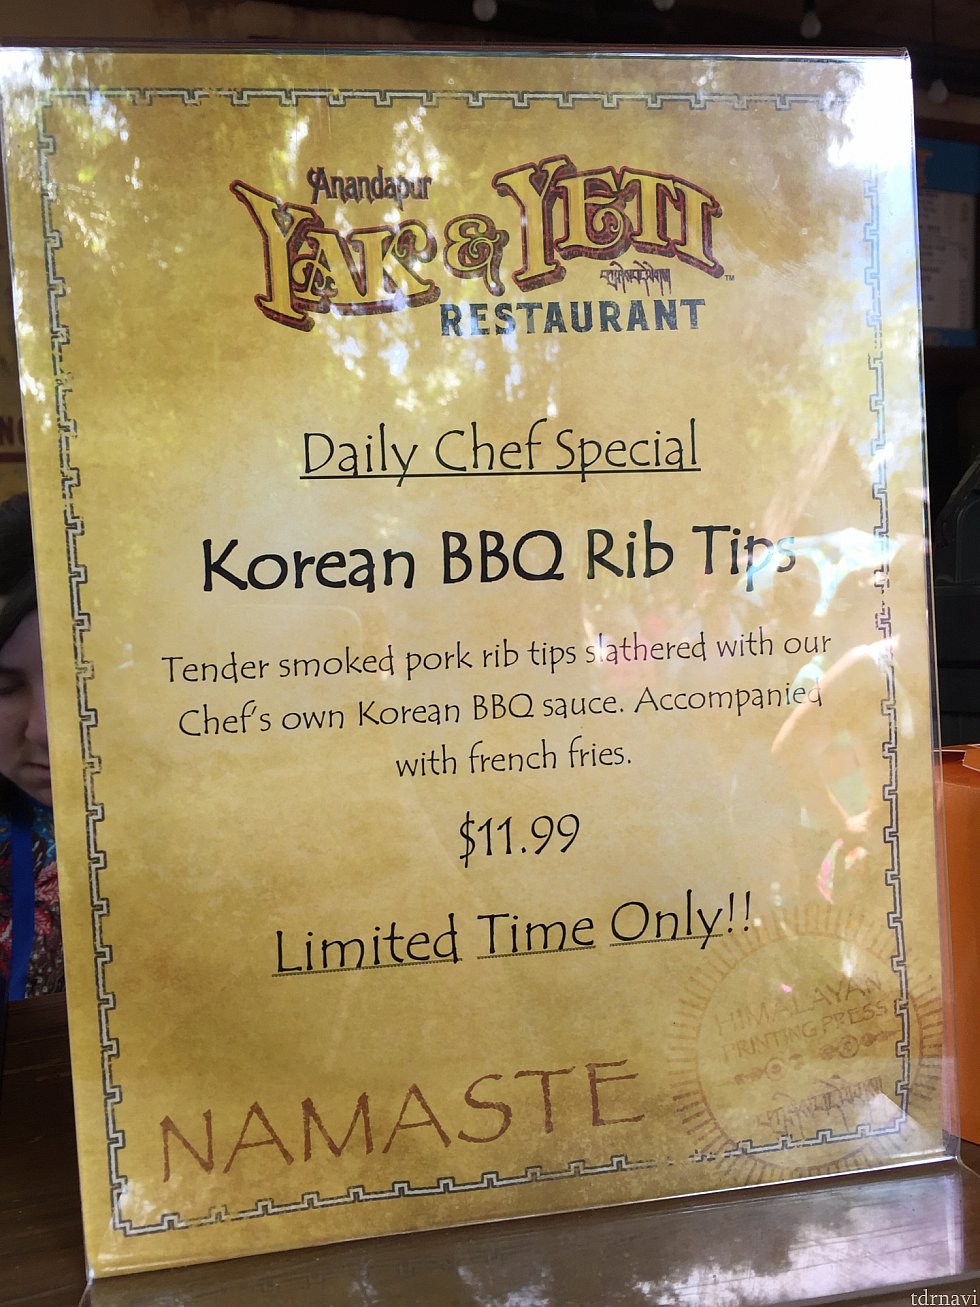 Anandapur
YAK & YETI
™
RESTAURANT
Daily Chef Special
Korean BBQ Rib Tips
Tender smoked pork rib tips slathered with our
Chef's own Korean BBQ sauce. Accompanied
with french fries.
$11.99
Limited Time Only!!
HIMALAYAN
PRINTING PRESS
NAMASTE
tdrnavi